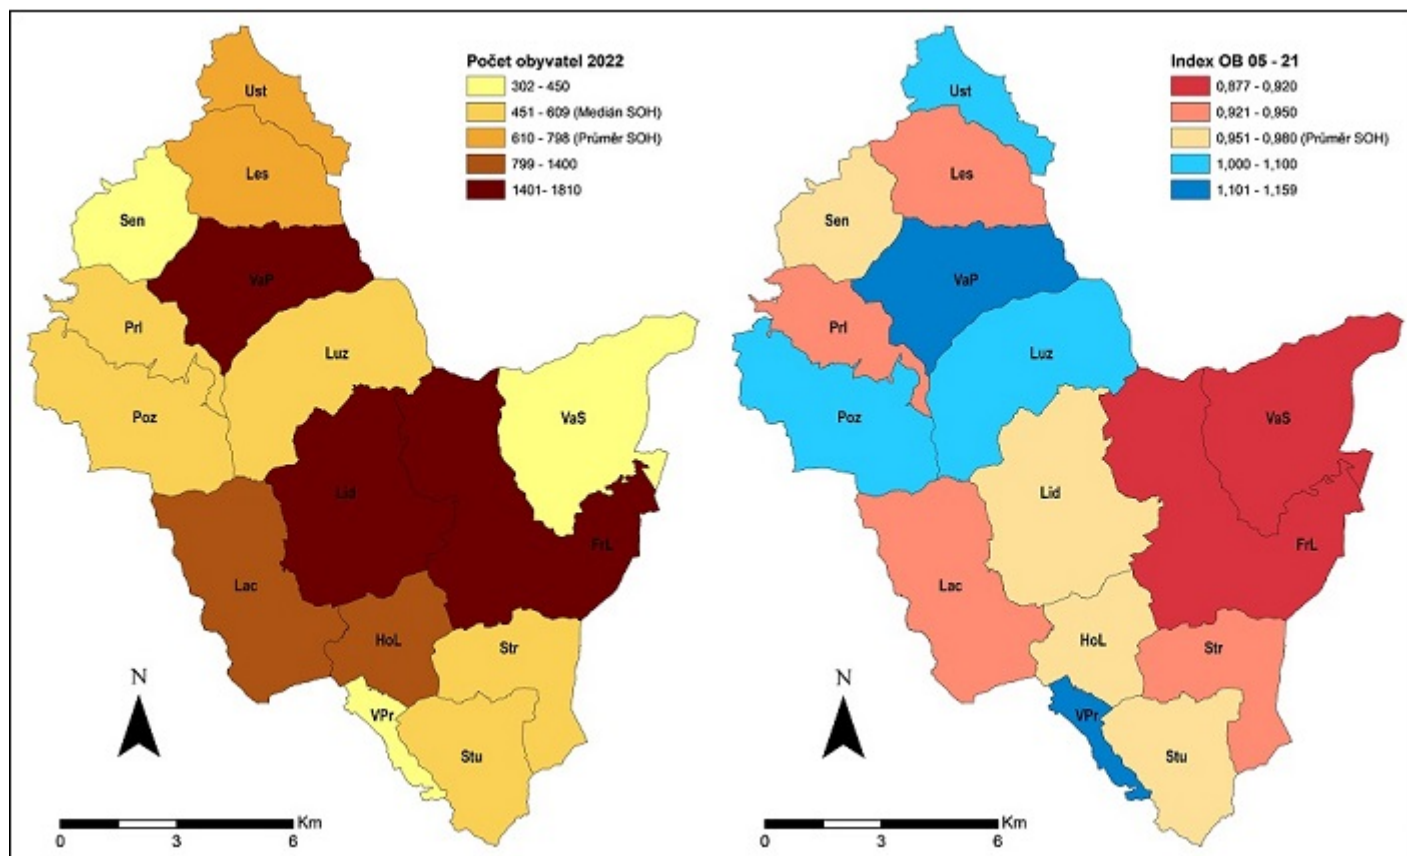 Počet obyvatel 2022
302 - 450
451 - 609 (Medián SOH)
610 - 798 (Průměr SOH)
799 - 1400
1401 - 1810
Ust
Les
Sen
VaP
Prl
Luz
Poz
VaS
Lid
FrL
Lac
HoL
Str
VPr
Stu
N
0 3 6 Km
Index OB 05 - 21
0,877 - 0,920
0,921 - 0,950
0,951 - 0,980 (Průměr SOH)
1,000 - 1,100
1,101 - 1,159
Ust
Les
Sen
VaP
Prl
Luz
Poz
VaS
Lid
FrL
Lac
HoL
Str
VPr
Stu
N
0 3 6 Km